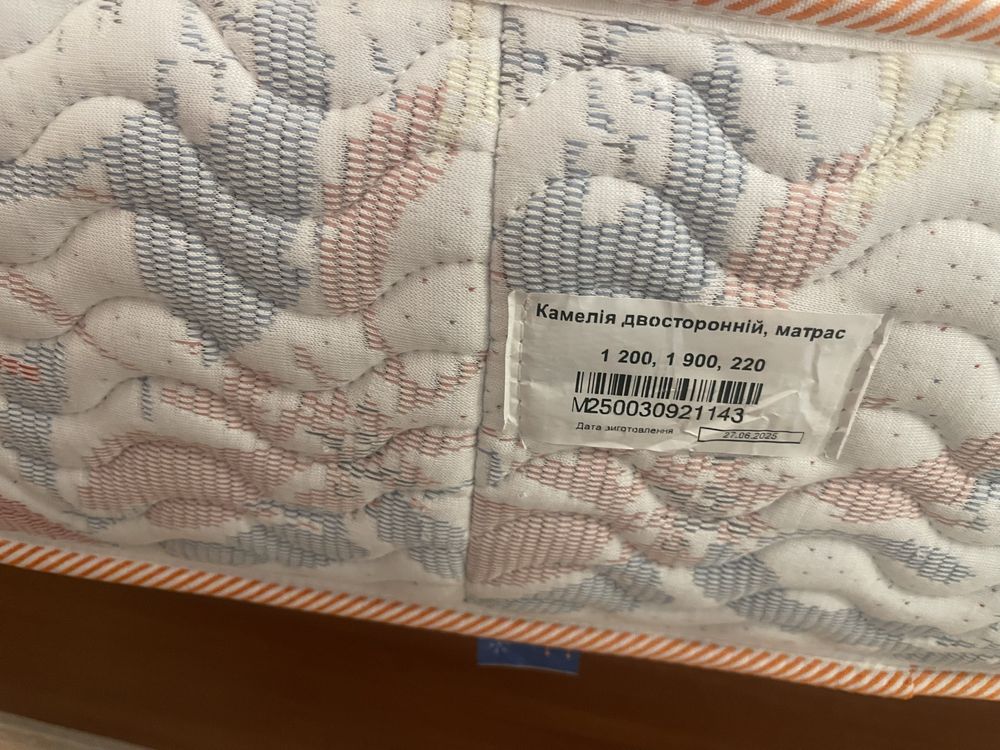 Камелія двосторонній, матрас
1 200, 1 900, 220
M250030921143
Дата виготовлення 27.06.2025